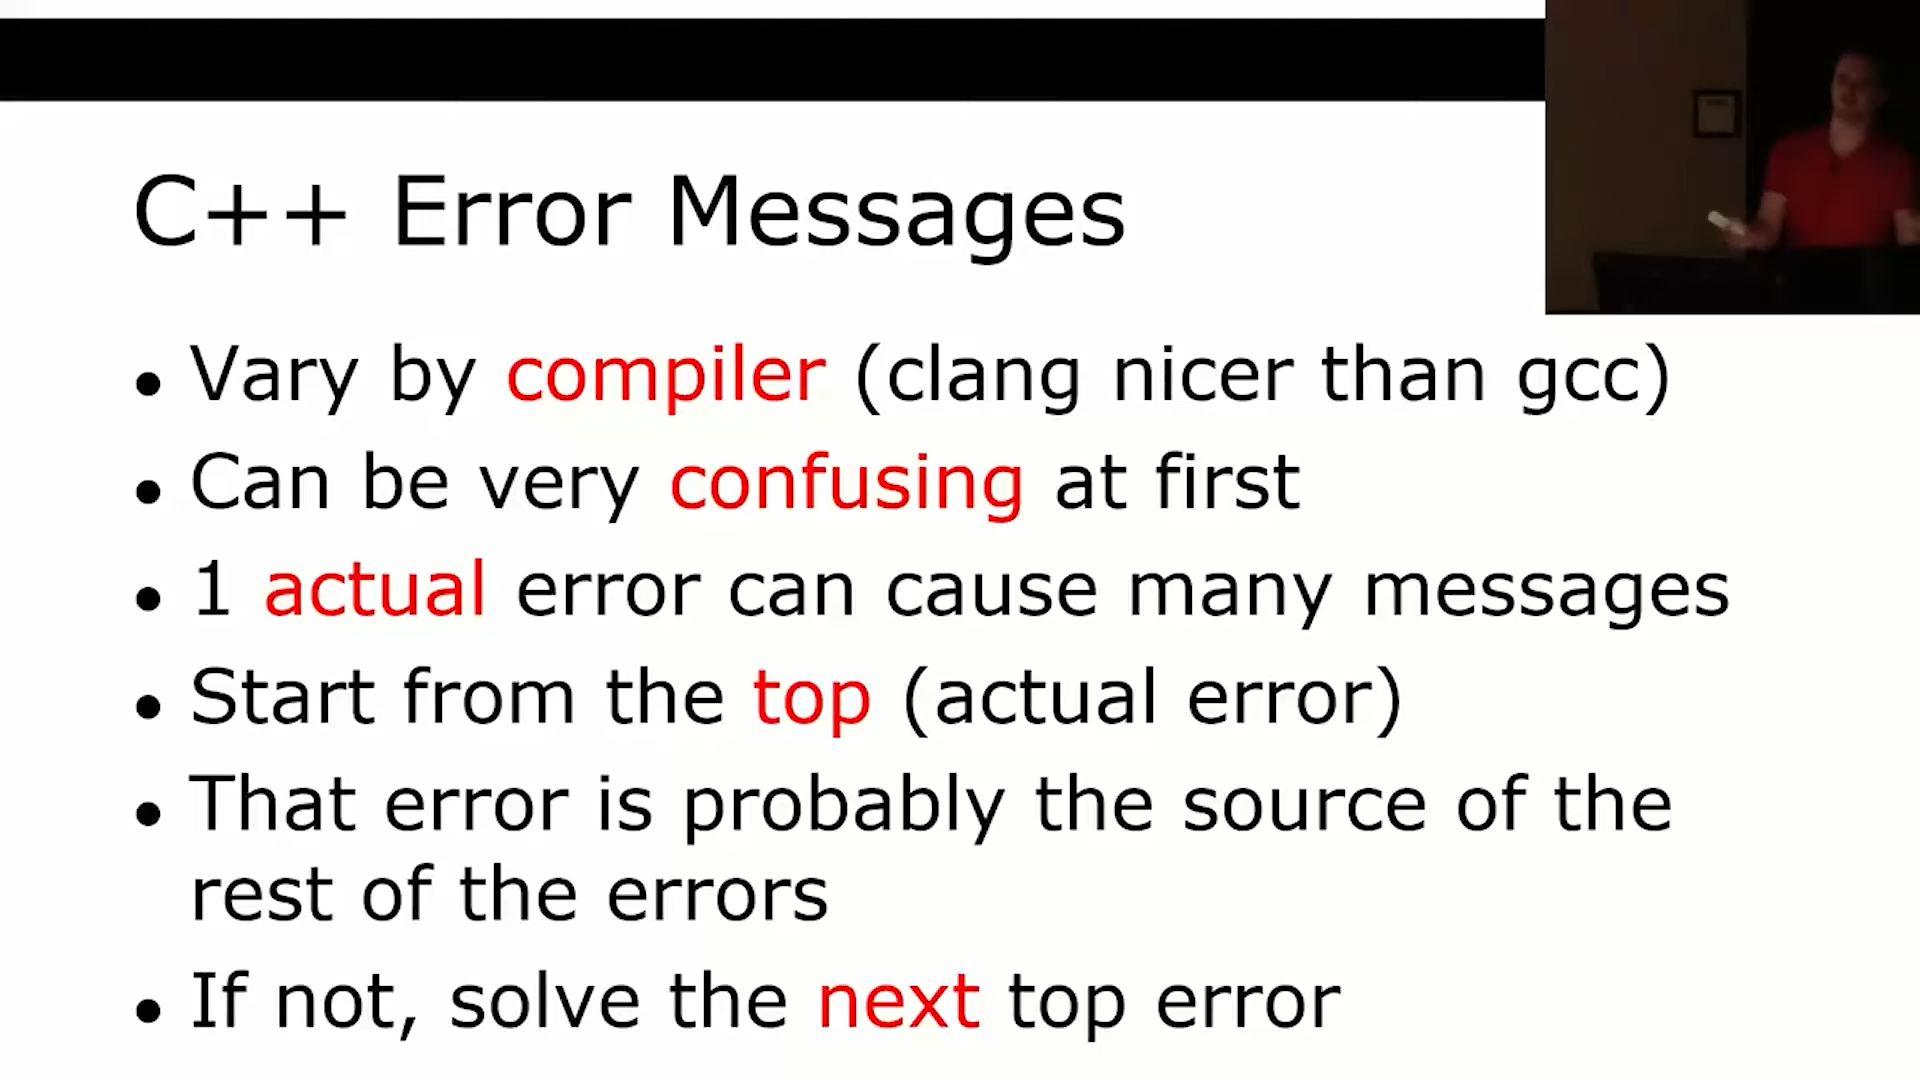 C++ Error Messages
• Vary by compiler (clang nicer than gcc)
• Can be very confusing at first
• 1 actual error can cause many messages
• Start from the top (actual error)
• That error is probably the source of the
rest of the errors
• If not, solve the next top error